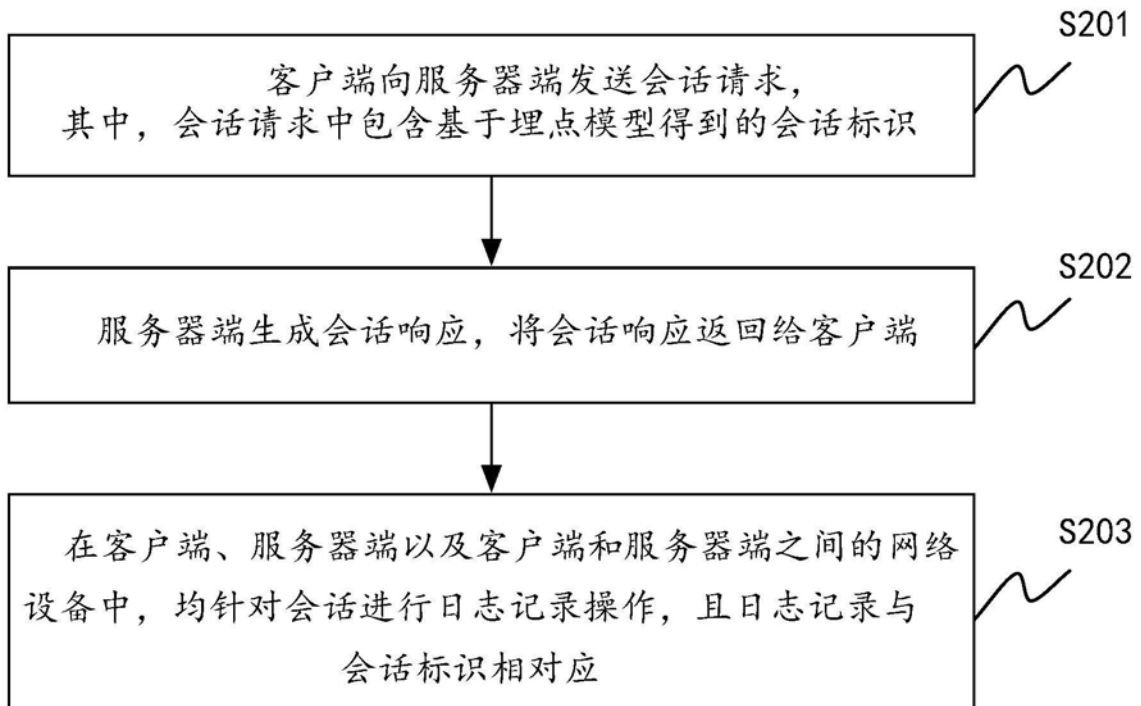 S201
客户端向服务器端发送会话请求，
其中，会话请求中包含基于埋点模型得到的会话标识
S202
服务器端生成会话响应，将会话响应返回给客户端
S203
在客户端、服务器端以及客户端和服务器端之间的网络
设备中，均针对会话进行日志记录操作，且日志记录与
会话标识相对应